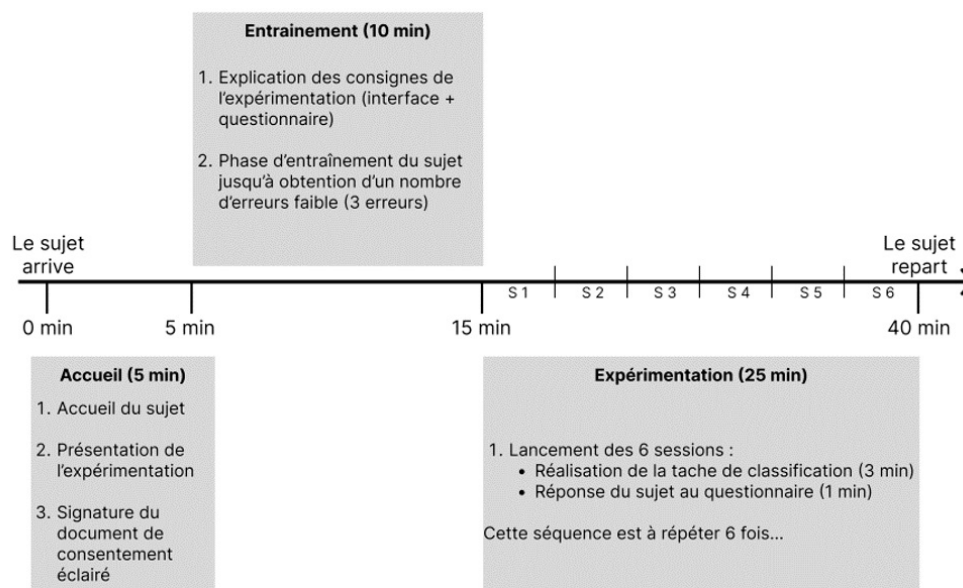 Entrainement (10 min)
1. Explication des consignes de
l'expérimentation (interface +
questionnaire)
2. Phase d'entraînement du sujet
jusqu'à obtention d'un nombre
d'erreurs faible (3 erreurs)
Le sujet
arrive
Le sujet
repart
S 1
S 2
S 3
S 4
S 5
S 6
0 min
5 min
15 min
40 min
Accueil (5 min)
1. Accueil du sujet
2. Présentation de
l'expérimentation
3. Signature du
document de
consentement
éclairé
Expérimentation (25 min)
1. Lancement des 6 sessions :
• Réalisation de la tache de classification (3 min)
• Réponse du sujet au questionnaire (1 min)
Cette séquence est à répéter 6 fois...